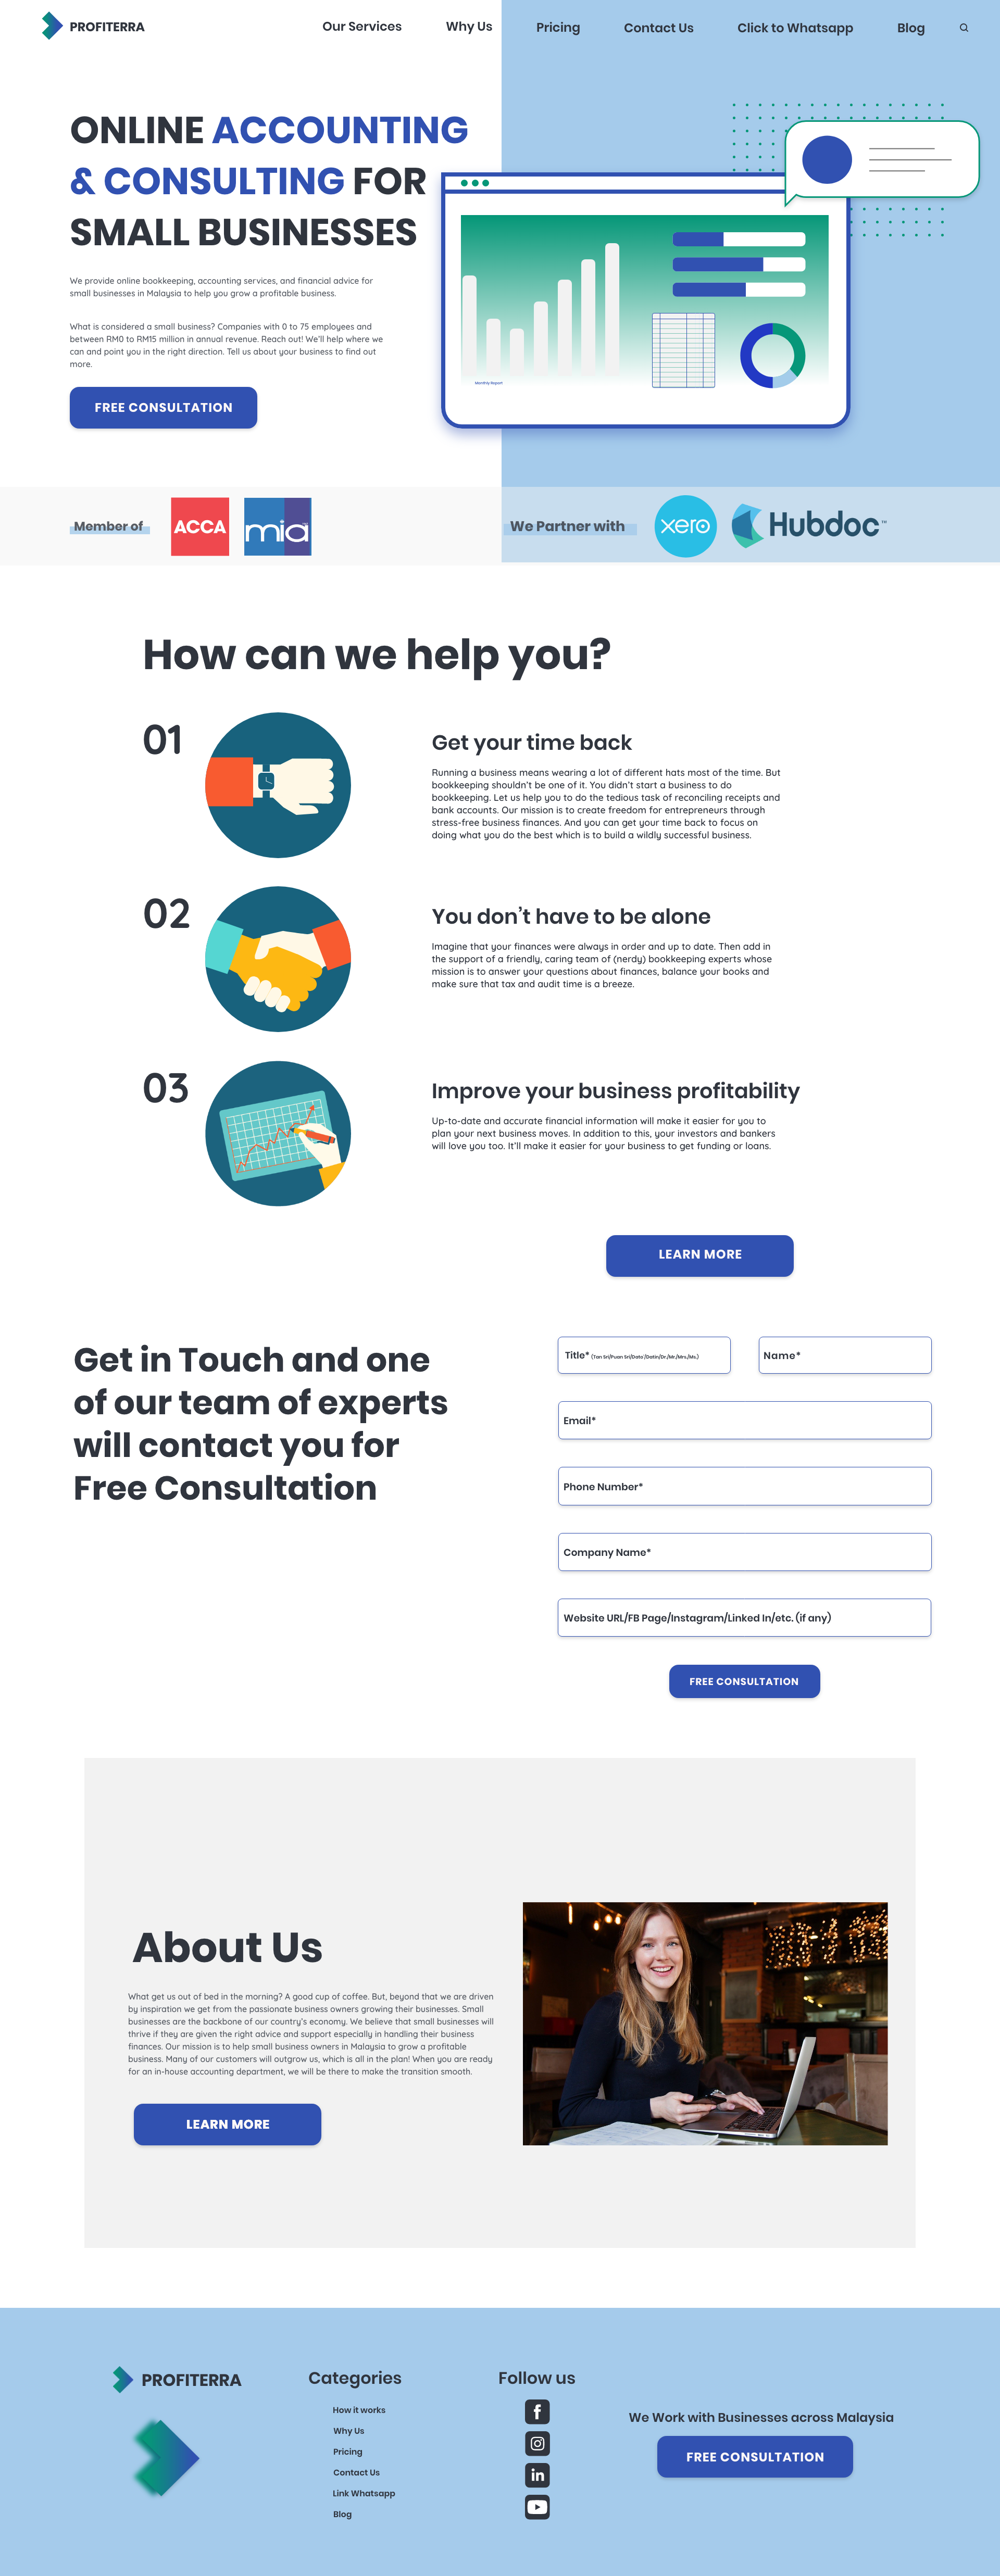 PROFITERRA
Our Services
Why Us
Pricing
Contact Us
Click to Whatsapp
Blog
ONLINE ACCOUNTING
& CONSULTING FOR
SMALL BUSINESSES
We provide online bookkeeping, accounting services, and financial advice for
small businesses in Malaysia to help you grow a profitable business.
What is considered a small business? Companies with 0 to 75 employees and
between RM0 to RM15 million in annual revenue. Reach out! We'll help where we
can and point you in the right direction. Tell us about your business to find out
more.
FREE CONSULTATION
Monthly Report
Member of
ACCA
mia
We Partner with
xero
Hubdoc™
How can we help you?
01
Get your time back
Running a business means wearing a lot of different hats most of the time. But
bookkeeping shouldn't be one of it. You didn't start a business to do
bookkeeping. Let us help you to do the tedious task of reconciling receipts and
bank accounts. Our mission is to create freedom for entrepreneurs through
stress-free business finances. And you can get your time back to focus on
doing what you do the best which is to build a wildly successful business.
02
You don't have to be alone
Imagine that your finances were always in order and up to date. Then add in
the support of a friendly, caring team of (nerdy) bookkeeping experts whose
mission is to answer your questions about finances, balance your books and
make sure that tax and audit time is a breeze.
03
Improve your business profitability
Up-to-date and accurate financial information will make it easier for you to
plan your next business moves. In addition to this, your investors and bankers
will love you too. It'll make it easier for your business to get funding or loans.
LEARN MORE
Get in Touch and one
of our team of experts
will contact you for
Free Consultation
Title* (Tan Sri/Puan Sri/Dato'/Datin/Dr./Mr./Mrs./Ms.)
Name*
Email*
Phone Number*
Company Name*
Website URL/FB Page/Instagram/Linked In/etc. (if any)
FREE CONSULTATION
About Us
What get us out of bed in the morning? A good cup of coffee. But, beyond that we are driven
by inspiration we get from the passionate business owners growing their businesses. Small
businesses are the backbone of our country's economy. We believe that small businesses will
thrive if they are given the right advice and support especially in handling their business
finances. Our mission is to help small business owners in Malaysia to grow a profitable
business. Many of our customers will outgrow us, which is all in the plan! When you are ready
for an in-house accounting department, we will be there to make the transition smooth.
LEARN MORE
PROFITERRA
Categories
How it works
Why Us
Pricing
Contact Us
Link Whatsapp
Blog
Follow us
We Work with Businesses across Malaysia
FREE CONSULTATION